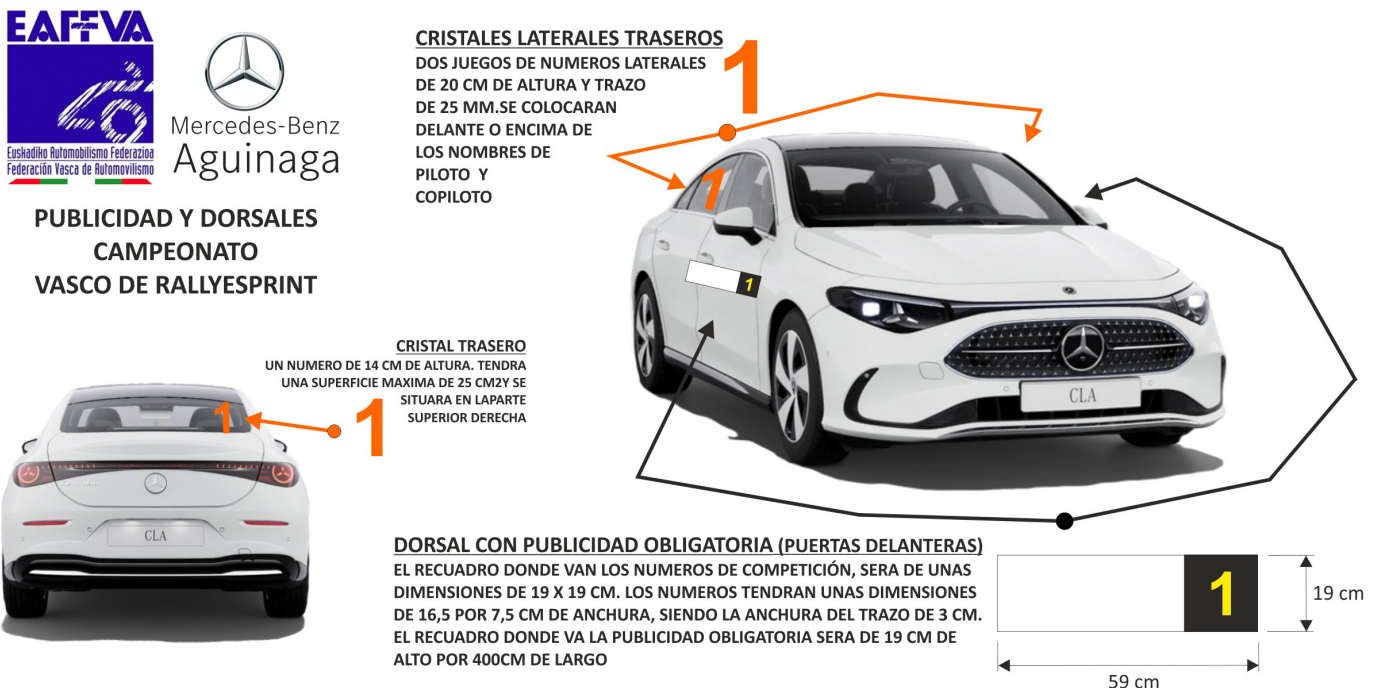 EAFFVA
Euskadiko Automobilismo Federazioa
Federación Vasca de Automovilismo
Mercedes-Benz
Aguinaga
PUBLICIDAD Y DORSALES
CAMPEONATO
VASCO DE RALLYESPRINT
CRISTALES LATERALES TRASEROS
DOS JUEGOS DE NUMEROS LATERALES
DE 20 CM DE ALTURA Y TRAZO
DE 25 MM.SE COLOCARAN
DELANTE O ENCIMA DE
LOS NOMBRES DE
PILOTO Y
COPILOTO
1
1
1
CLA
CRISTAL TRASERO
UN NUMERO DE 14 CM DE ALTURA. TENDRA
UNA SUPERFICIE MAXIMA DE 25 CM2Y SE
SITUARA EN LAPARTE
SUPERIOR DERECHA
1
1
CLA
DORSAL CON PUBLICIDAD OBLIGATORIA (PUERTAS DELANTERAS)
EL RECUADRO DONDE VAN LOS NUMEROS DE COMPETICIÓN, SERA DE UNAS
DIMENSIONES DE 19 X 19 CM. LOS NUMEROS TENDRAN UNAS DIMENSIONES
DE 16,5 POR 7,5 CM DE ANCHURA, SIENDO LA ANCHURA DEL TRAZO DE 3 CM.
EL RECUADRO DONDE VA LA PUBLICIDAD OBLIGATORIA SERA DE 19 CM DE
ALTO POR 400CM DE LARGO
1
19 cm
59 cm